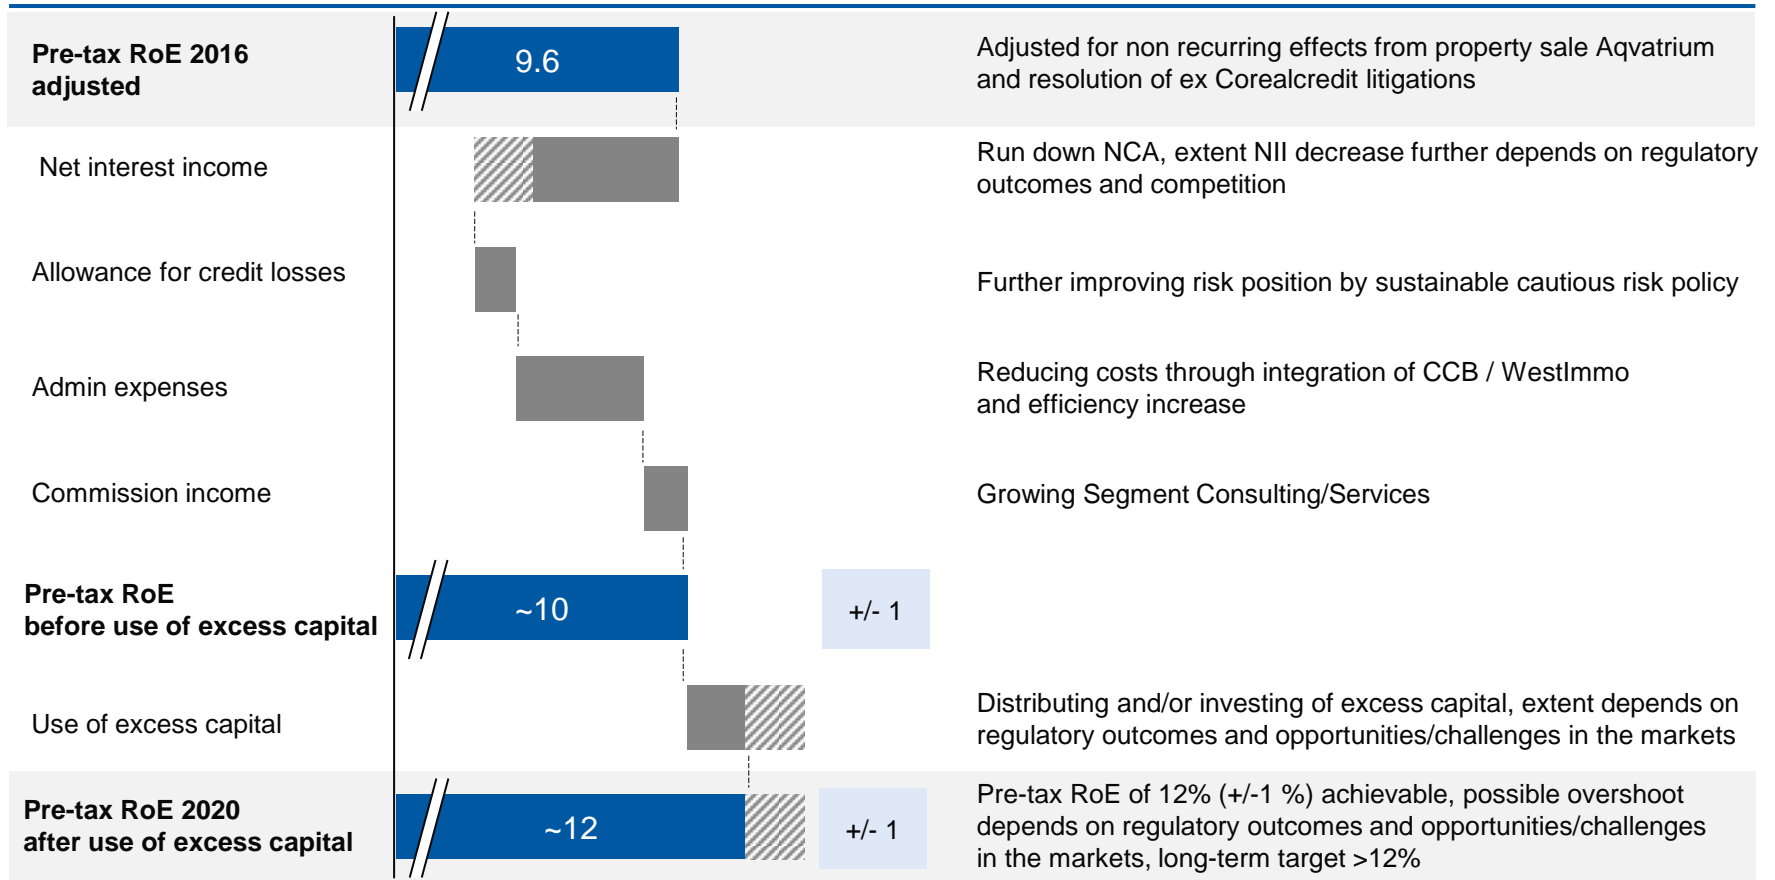 Pre-tax RoE 2016
adjusted
9.6
Adjusted for non recurring effects from property sale Aqvatrium
and resolution of ex Corealcredit litigations
Net interest income
Run down NCA, extent NII decrease further depends on regulatory
outcomes and competition
Allowance for credit losses
Further improving risk position by sustainable cautious risk policy
Admin expenses
Reducing costs through integration of CCB / WestImmo
and efficiency increase
Commission income
Growing Segment Consulting/Services
Pre-tax RoE
before use of excess capital
~10
+/- 1
Use of excess capital
Distributing and/or investing of excess capital, extent depends on
regulatory outcomes and opportunities/challenges in the markets
Pre-tax RoE 2020
after use of excess capital
~12
+/- 1
Pre-tax RoE of 12% (+/-1 %) achievable, possible overshoot
depends on regulatory outcomes and opportunities/challenges
in the markets, long-term target >12%